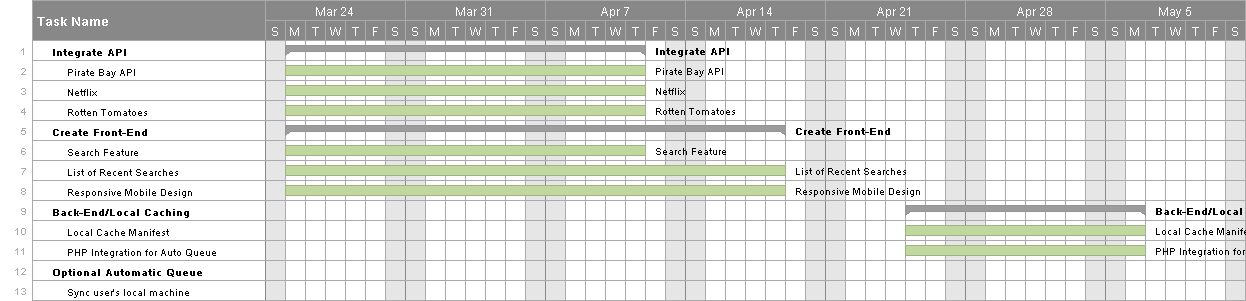 Task Name
Mar 24 Mar 31 Apr 7 Apr 14 Apr 21 Apr 28 May 5
S M T W T F S S M T W T F S S M T W T F S S M T W T F S S M T W T F S S M T W T F S S M T W T F S
1 Integrate API Integrate API
2 Pirate Bay API Pirate Bay API
3 Netflix Netflix
4 Rotten Tomatoes Rotten Tomatoes
5 Create Front-End Create Front-End
6 Search Feature Search Feature
7 List of Recent Searches List of Recent Searches
8 Responsive Mobile Design Responsive Mobile Design
9 Back-End/Local Caching Back-End/Local
10 Local Cache Manifest Local Cache Manife
11 PHP Integration for Auto Queue PHP Integration for
12 Optional Automatic Queue
13 Sync user's local machine